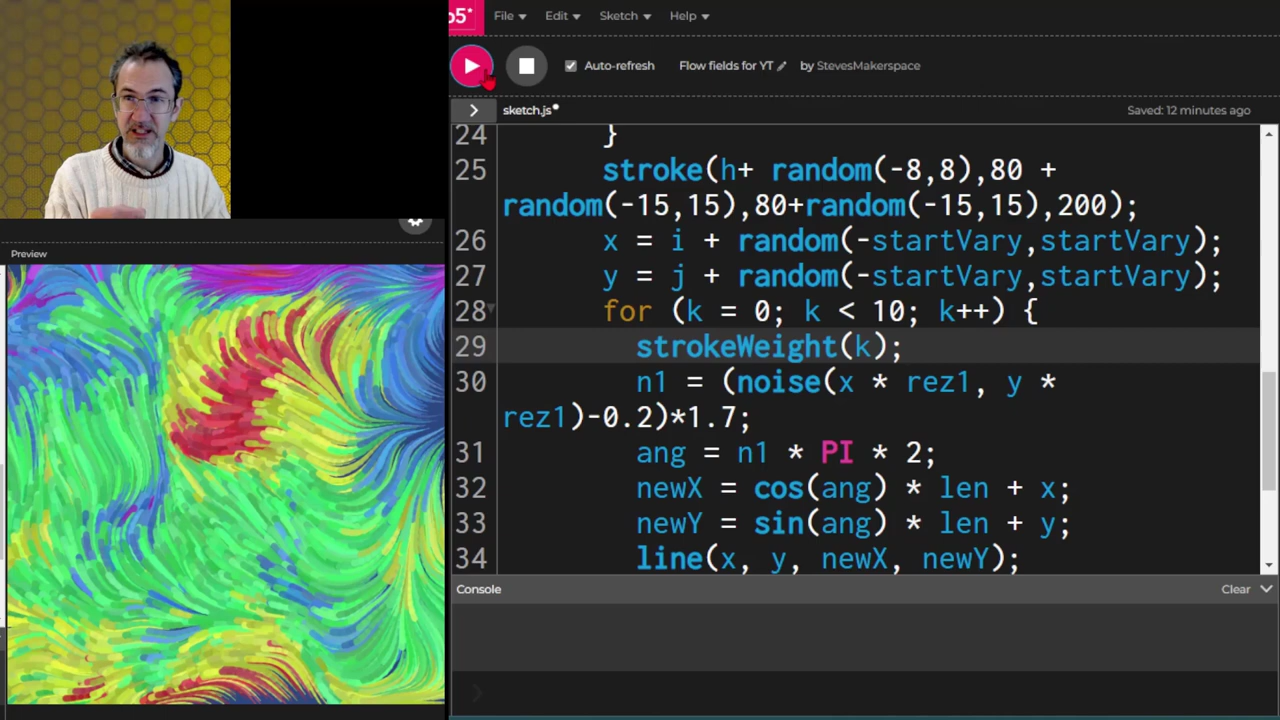 p5*
File
Edit
Sketch
Help
Auto-refresh
Flow fields for YT
by StevesMakerspace
sketch.js
Saved: 12 minutes ago
Preview
24 }
25 stroke(h+ random(-8,8),80 +
random(-15,15),80+random(-15,15),200);
26 x = i + random(-startVary,startVary);
27 y = j + random(-startVary,startVary);
28 for (k = 0; k < 10; k++) {
29 strokeWeight(k);
30 n1 = (noise(x * rez1, y *
rez1)-0.2)*1.7;
31 ang = n1 * PI * 2;
32 newX = cos(ang) * len + x;
33 newY = sin(ang) * len + y;
34 line(x, y, newX, newY);
Console
Clear